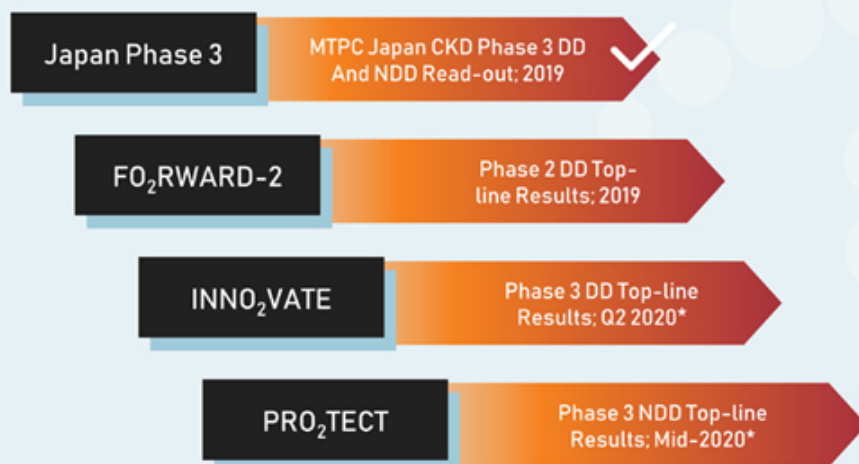 Japan Phase 3
MTPC Japan CKD Phase 3 DD
And NDD Read-out; 2019
FO₂RWARD-2
Phase 2 DD Top-
line Results; 2019
INNO₂VATE
Phase 3 DD Top-line
Results; Q2 2020*
PRO₂TECT
Phase 3 NDD Top-line
Results; Mid-2020*